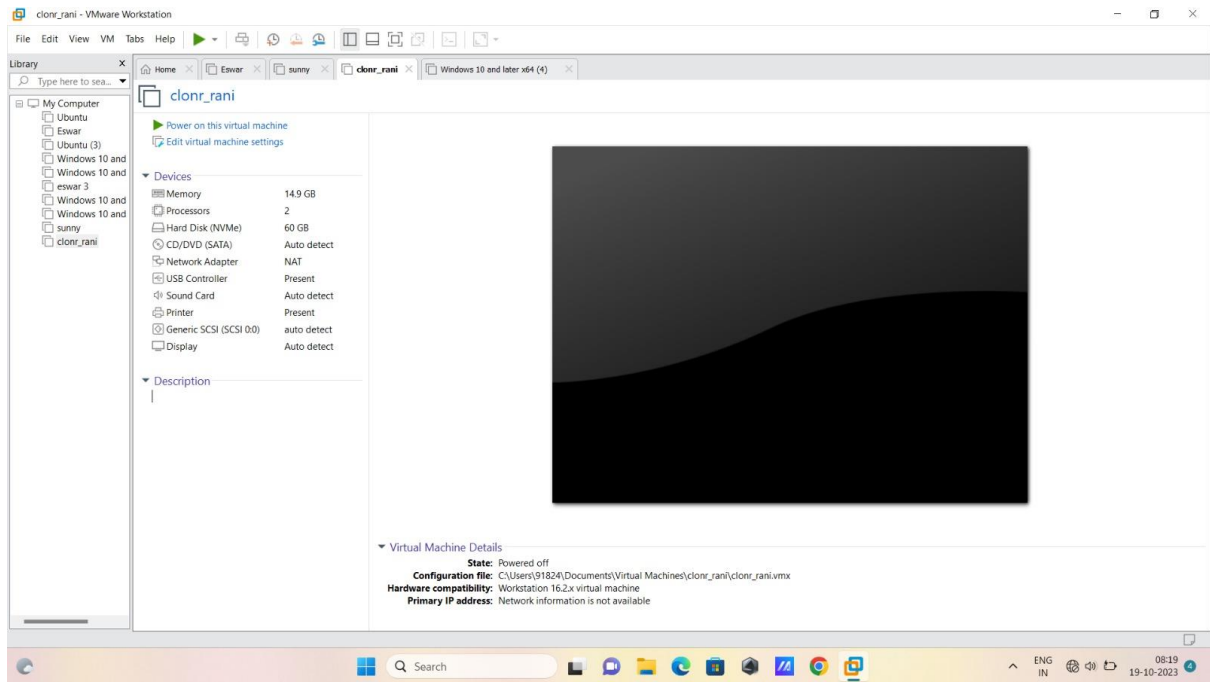 clonr_rani - VMware Workstation
File Edit View VM Tabs Help
Library X
Type here to sea...
My Computer
Ubuntu
Eswar
Ubuntu (3)
Windows 10 and
Windows 10 and
eswar 3
Windows 10 and
Windows 10 and
sunny
clonr_rani
Home Eswar sunny clonr_rani Windows 10 and later x64 (4)
clonr_rani
Power on this virtual machine
Edit virtual machine settings
Devices
Memory 14.9 GB
Processors 2
Hard Disk (NVMe) 60 GB
CD/DVD (SATA) Auto detect
Network Adapter NAT
USB Controller Present
Sound Card Auto detect
Printer Present
Generic SCSI (SCSI 0:0) auto detect
Display Auto detect
Description
Virtual Machine Details
State: Powered off
Configuration file: C:\Users\91824\Documents\Virtual Machines\clonr_rani\clonr_rani.vmx
Hardware compatibility: Workstation 16.2.x virtual machine
Primary IP address: Network information is not available
Search
ENG
IN
08:19
19-10-2023
4